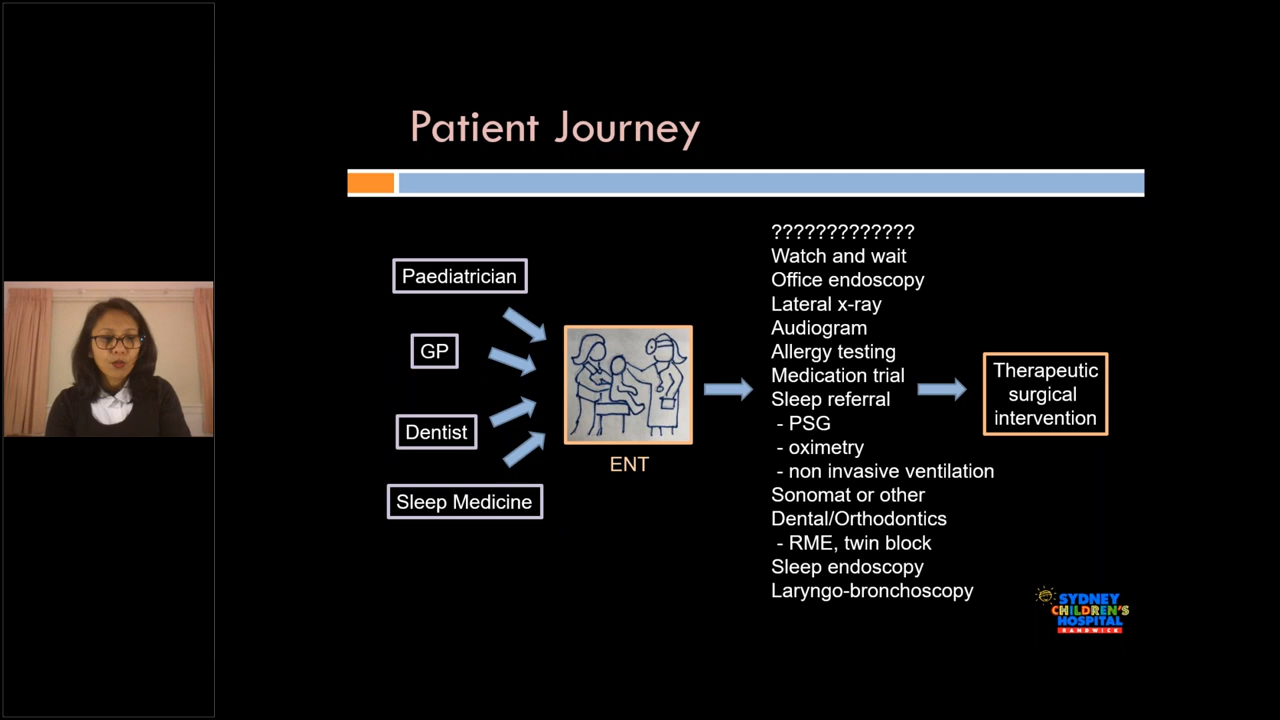 Patient Journey
Paediatrician
GP
Dentist
Sleep Medicine
ENT
?????????????
Watch and wait
Office endoscopy
Lateral x-ray
Audiogram
Allergy testing
Medication trial
Sleep referral
- PSG
- oximetry
- non invasive ventilation
Sonomat or other
Dental/Orthodontics
- RME, twin block
Sleep endoscopy
Laryngo-bronchoscopy
Therapeutic
surgical
intervention
SYDNEY
CHILDREN'S
HOSPITAL
RANDWICK